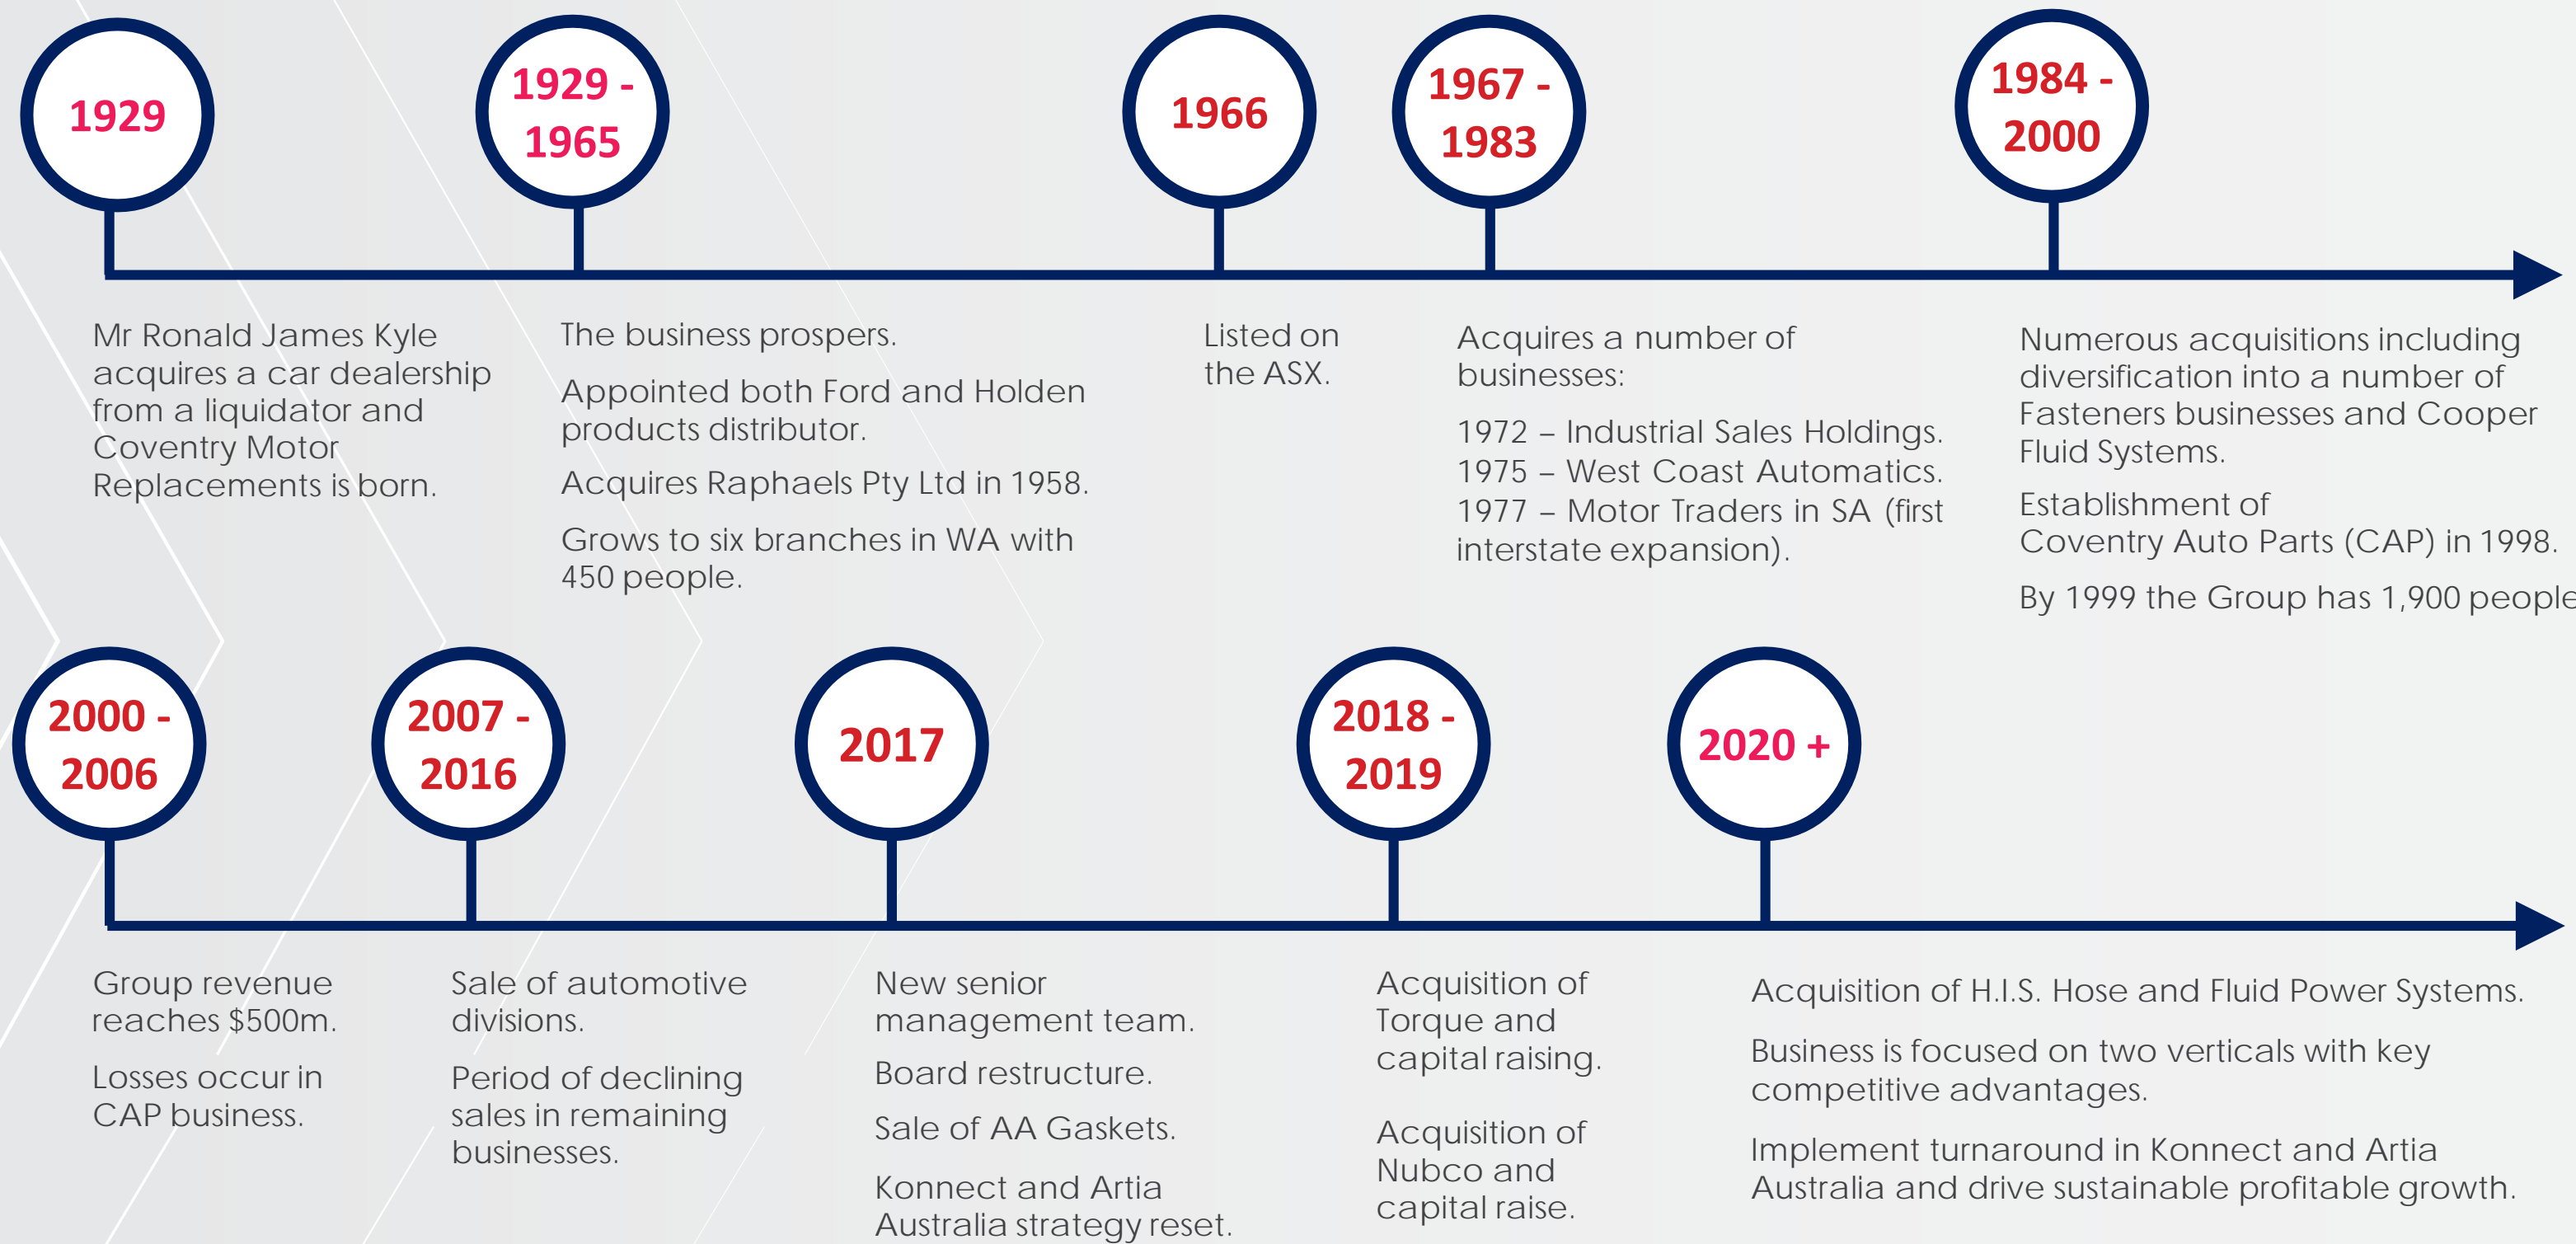 1929
1929 -
1965
1966
1967 -
1983
1984 -
2000
Mr Ronald James Kyle
acquires a car dealership
from a liquidator and
Coventry Motor
Replacements is born.
The business prospers.
Appointed both Ford and Holden
products distributor.
Acquires Raphaels Pty Ltd in 1958.
Grows to six branches in WA with
450 people.
Listed on
the ASX.
Acquires a number of
businesses:
1972 – Industrial Sales Holdings.
1975 – West Coast Automatics.
1977 – Motor Traders in SA (first
interstate expansion).
Numerous acquisitions including
diversification into a number of
Fasteners businesses and Cooper
Fluid Systems.
Establishment of
Coventry Auto Parts (CAP) in 1998.
By 1999 the Group has 1,900 people
2000 -
2006
2007 -
2016
2017
2018 -
2019
2020 +
Group revenue
reaches $500m.
Losses occur in
CAP business.
Sale of automotive
divisions.
Period of declining
sales in remaining
businesses.
New senior
management team.
Board restructure.
Sale of AA Gaskets.
Konnect and Artia
Australia strategy reset.
Acquisition of
Torque and
capital raising.
Acquisition of
Nubco and
capital raise.
Acquisition of H.I.S. Hose and Fluid Power Systems.
Business is focused on two verticals with key
competitive advantages.
Implement turnaround in Konnect and Artia
Australia and drive sustainable profitable growth.